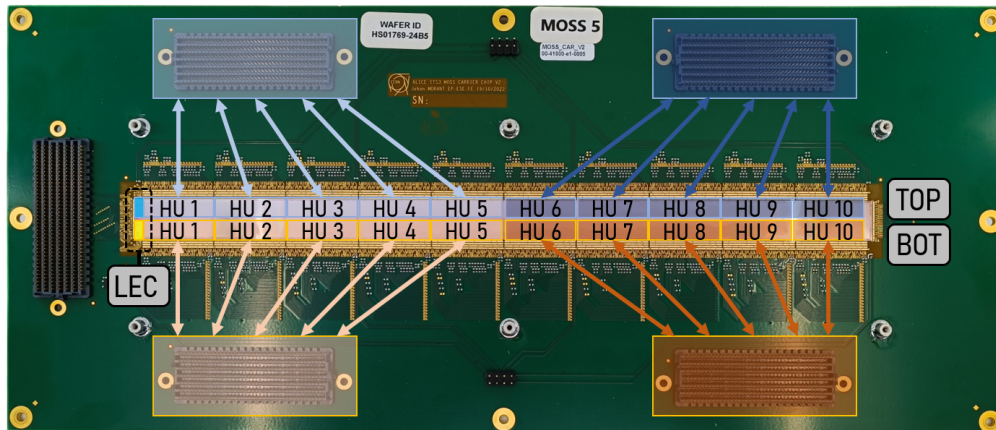 WAFER ID
HS01769-24B5
MOSS 5
MOSS_CAR_V2
ALICE ITS3 MOSS CARRIER CHIP V2
SN:
HU 1 HU 2 HU 3 HU 4 HU 5 HU 6 HU 7 HU 8 HU 9 HU 10
TOP
HU 1 HU 2 HU 3 HU 4 HU 5 HU 6 HU 7 HU 8 HU 9 HU 10
BOT
LEC